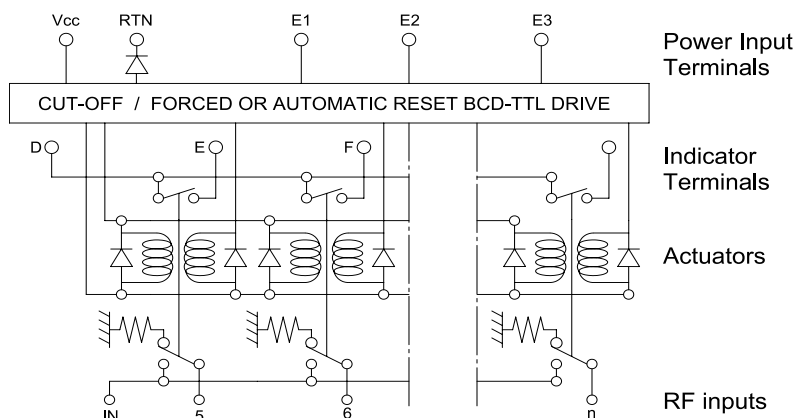 Vcc RTN E1 E2 E3
Power Input
Terminals
CUT-OFF / FORCED OR AUTOMATIC RESET BCD-TTL DRIVE
D E F
Indicator
Terminals
Actuators
RF inputs
IN 5 6 n